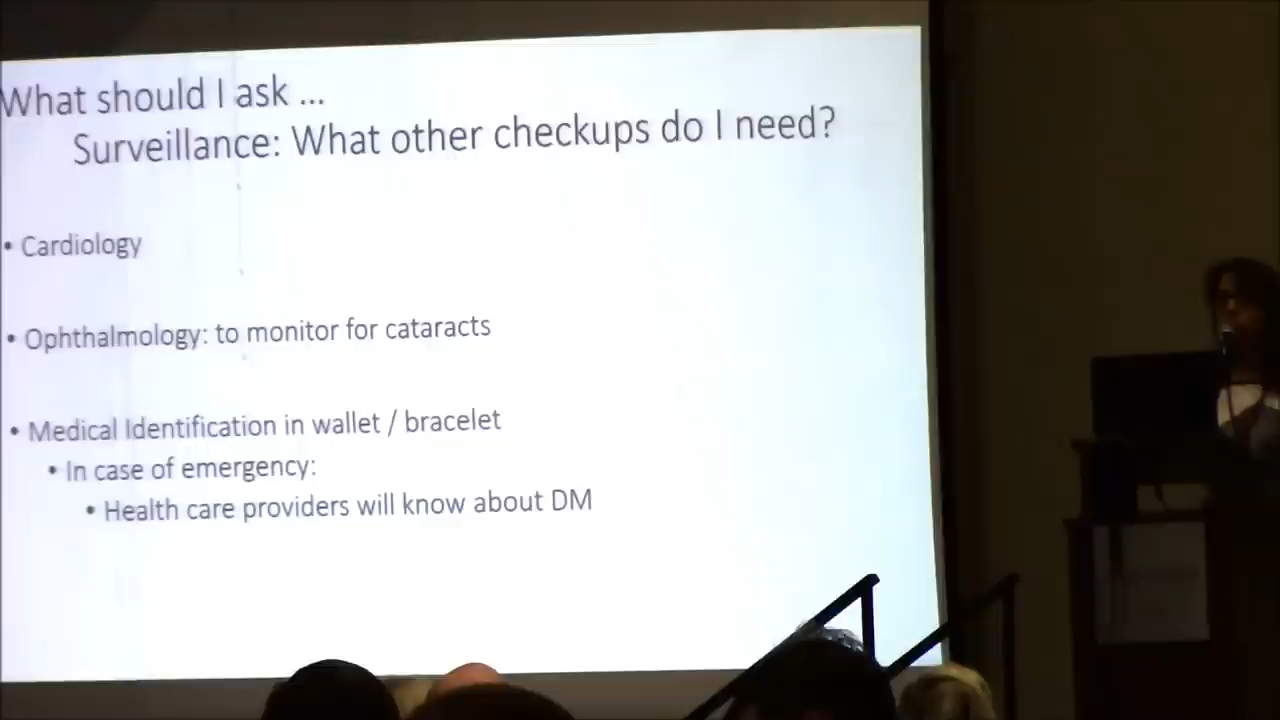 What should I ask ...
Surveillance: What other checkups do I need?
• Cardiology
• Ophthalmology: to monitor for cataracts
• Medical Identification in wallet / bracelet
• In case of emergency:
• Health care providers will know about DM